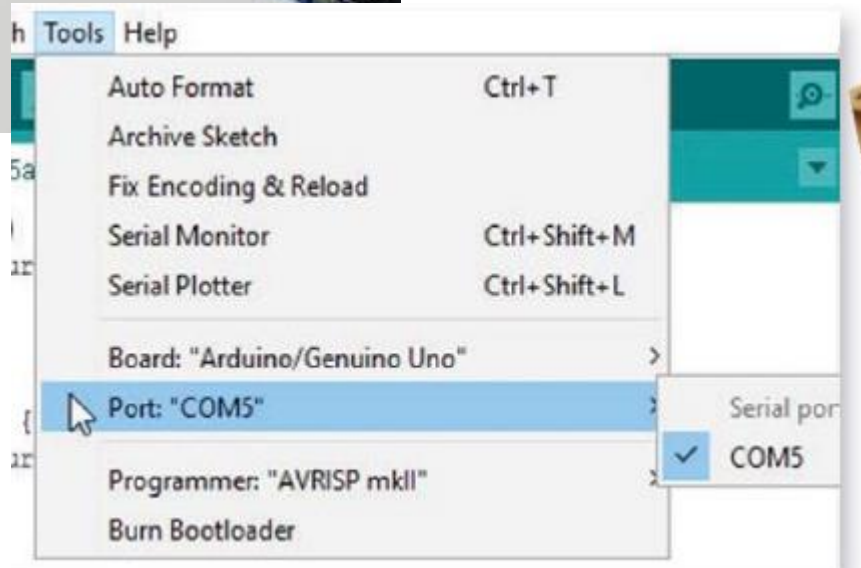 Tools Help
Auto Format Ctrl+T
Archive Sketch
Fix Encoding & Reload
Serial Monitor Ctrl+Shift+M
Serial Plotter Ctrl+Shift+L
Board: "Arduino/Genuino Uno"
Port: "COM5"
Serial por
COM5
Programmer: "AVRISP mkII"
Burn Bootloader